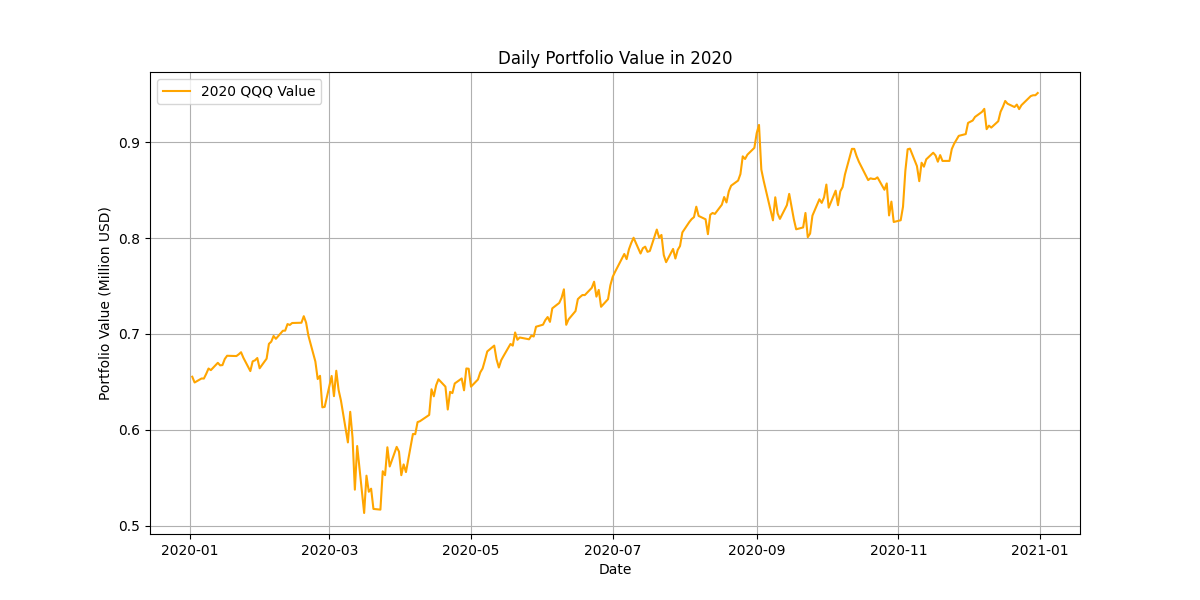 Daily Portfolio Value in 2020
2020 QQQ Value
Portfolio Value (Million USD)
0.9
0.8
0.7
0.6
0.5
2020-01 2020-03 2020-05 2020-07 2020-09 2020-11 2021-01
Date